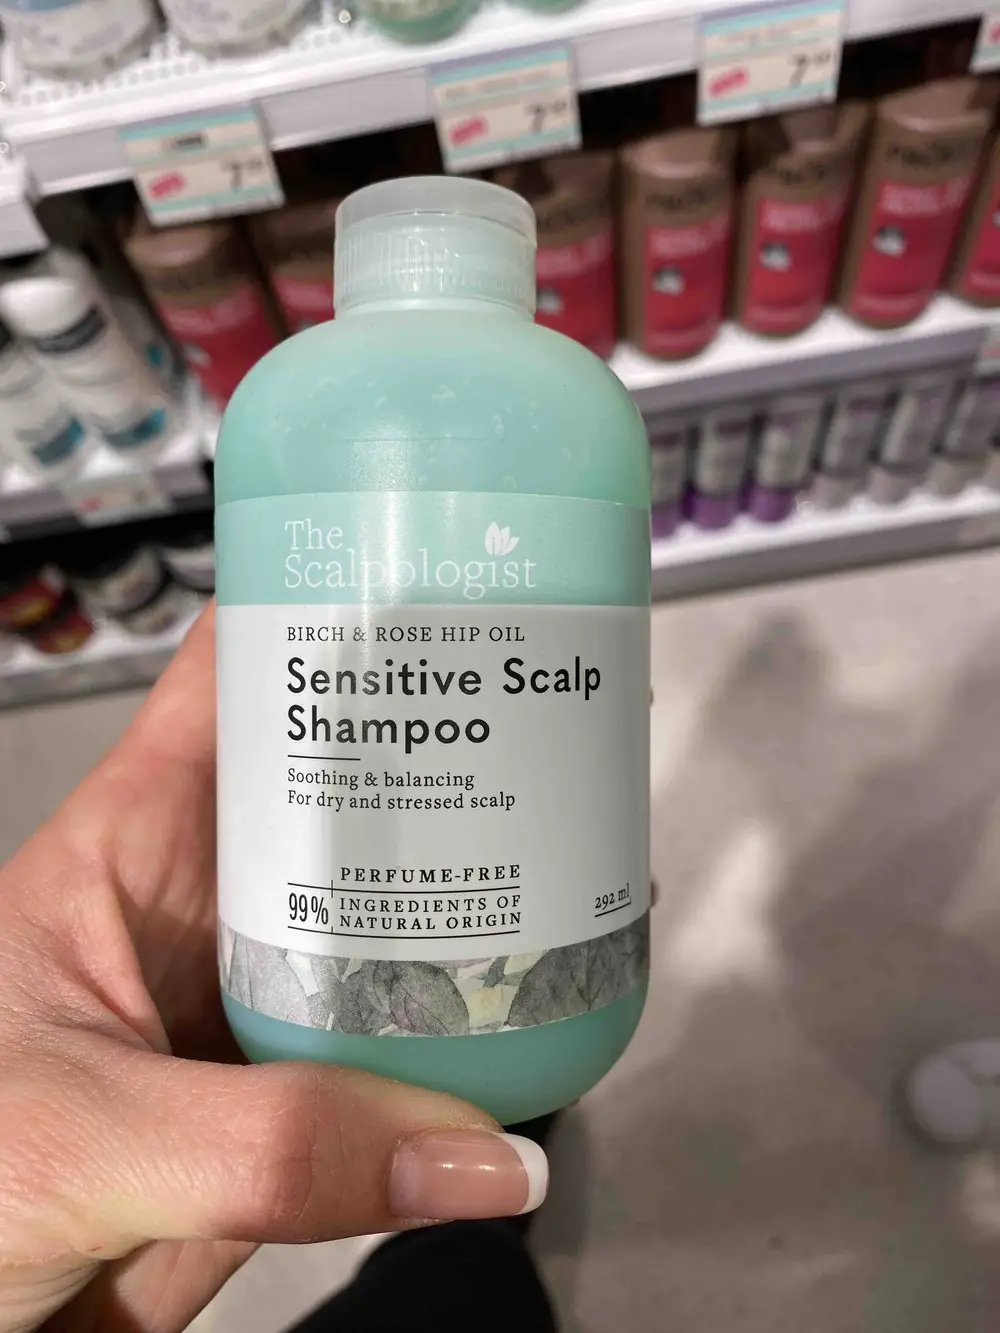 The
Scalpologist
BIRCH & ROSE HIP OIL
Sensitive Scalp
Shampoo
Soothing & balancing
For dry and stressed scalp
PERFUME-FREE
99% INGREDIENTS OF
NATURAL ORIGIN
292 ml